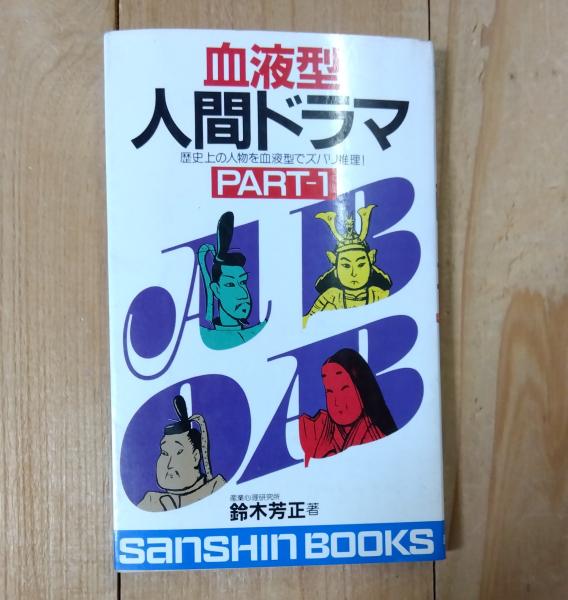 血液型
人間ドラマ
歴史上の人物を血液型でズバリ推理!
PART-1
A B
O AB
産業心理研究所
鈴木芳正著
SANSHIN BOOKS